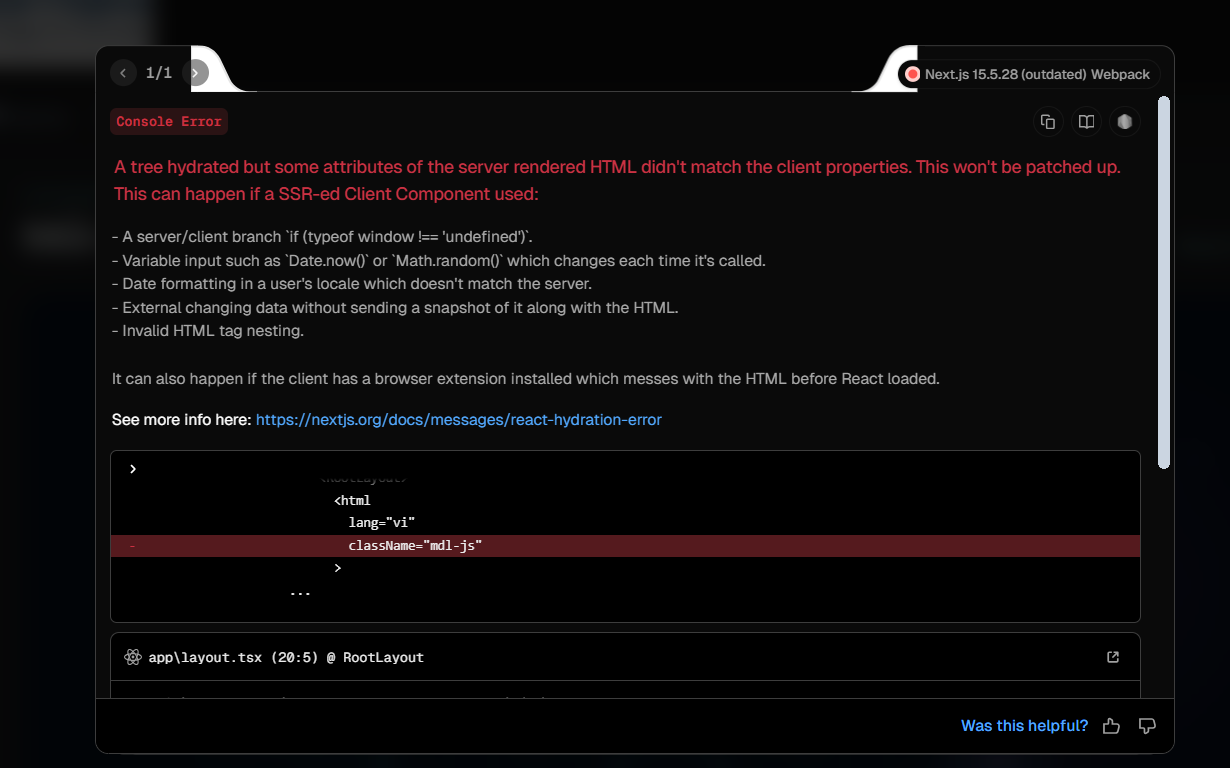 1/1
Next.js 15.5.28 (outdated) Webpack
Console Error
A tree hydrated but some attributes of the server rendered HTML didn't match the client properties. This won't be patched up.
This can happen if a SSR-ed Client Component used:
- A server/client branch `if (typeof window !== 'undefined')`.
- Variable input such as `Date.now()` or `Math.random()` which changes each time it's called.
- Date formatting in a user's locale which doesn't match the server.
- External changing data without sending a snapshot of it along with the HTML.
- Invalid HTML tag nesting.
It can also happen if the client has a browser extension installed which messes with the HTML before React loaded.
See more info here: https://nextjs.org/docs/messages/react-hydration-error
<RootLayout>
<html
lang="vi"
- className="mdl-js"
>
...
app\layout.tsx (20:5) @ RootLayout
Was this helpful?